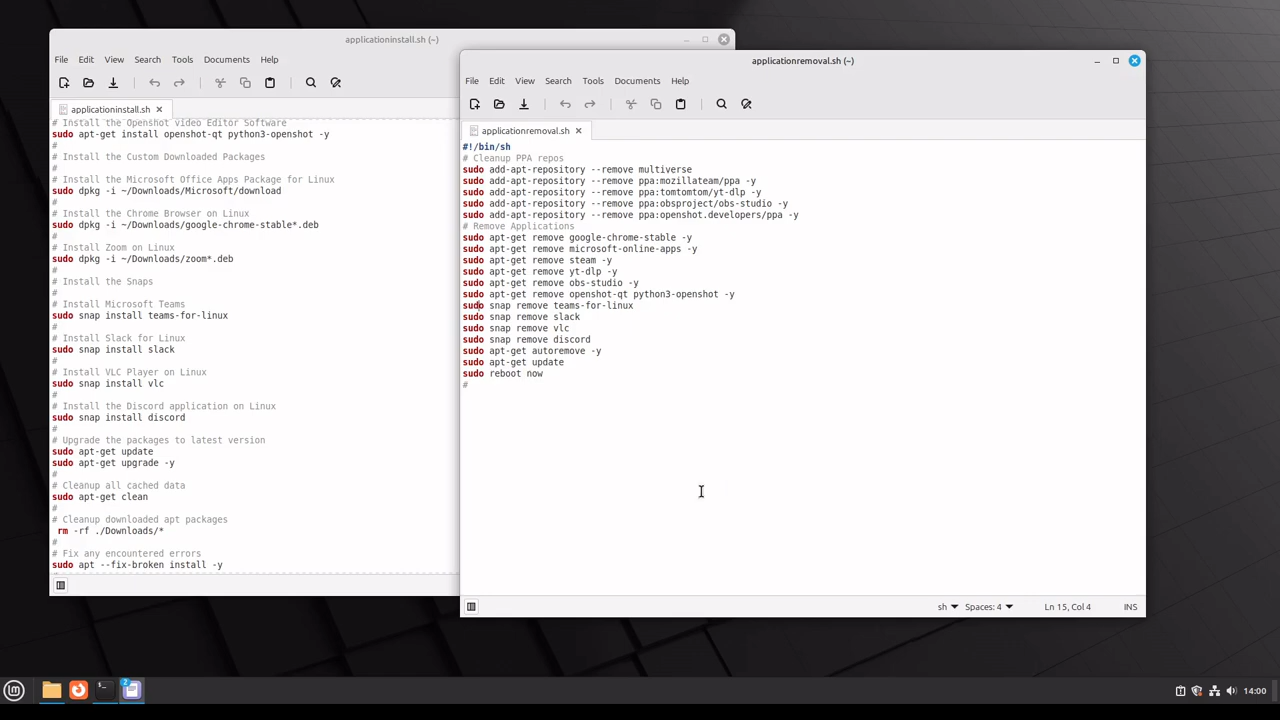 applicationinstall.sh (~)
File Edit View Search Tools Documents Help
applicationinstall.sh
# Install the Openshot video Editor Software
sudo apt-get install openshot-qt python3-openshot -y
#
# Install the Custom Downloaded Packages
#
# Install the Microsoft Office Apps Package for Linux
sudo dpkg -i ~/Downloads/Microsoft/download
#
# Install the Chrome Browser on Linux
sudo dpkg -i ~/Downloads/google-chrome-stable*.deb
#
# Install Zoom on Linux
sudo dpkg -i ~/Downloads/zoom*.deb
#
# Install the Snaps
#
# Install Microsoft Teams
sudo snap install teams-for-linux
#
# Install Slack for Linux
sudo snap install slack
#
# Install VLC Player on Linux
sudo snap install vlc
#
# Install the Discord application on Linux
sudo snap install discord
#
# Upgrade the packages to latest version
sudo apt-get update
sudo apt-get upgrade -y
#
# Cleanup all cached data
sudo apt-get clean
#
# Cleanup downloaded apt packages
rm -rf ./Downloads/*
#
# Fix any encountered errors
sudo apt --fix-broken install -y
applicationremoval.sh (~)
File Edit View Search Tools Documents Help
applicationremoval.sh
#!/bin/sh
# Cleanup PPA repos
sudo add-apt-repository --remove multiverse
sudo add-apt-repository --remove ppa:mozillateam/ppa -y
sudo add-apt-repository --remove ppa:tomtomtom/yt-dlp -y
sudo add-apt-repository --remove ppa:obsproject/obs-studio -y
sudo add-apt-repository --remove ppa:openshot.developers/ppa -y
# Remove Applications
sudo apt-get remove google-chrome-stable -y
sudo apt-get remove microsoft-online-apps -y
sudo apt-get remove steam -y
sudo apt-get remove yt-dlp -y
sudo apt-get remove obs-studio -y
sudo apt-get remove openshot-qt python3-openshot -y
sudo snap remove teams-for-linux
sudo snap remove slack
sudo snap remove vlc
sudo snap remove discord
sudo apt-get autoremove -y
sudo apt-get update
sudo reboot now
#
sh Spaces: 4 Ln 15, Col 4 INS
2
14:00